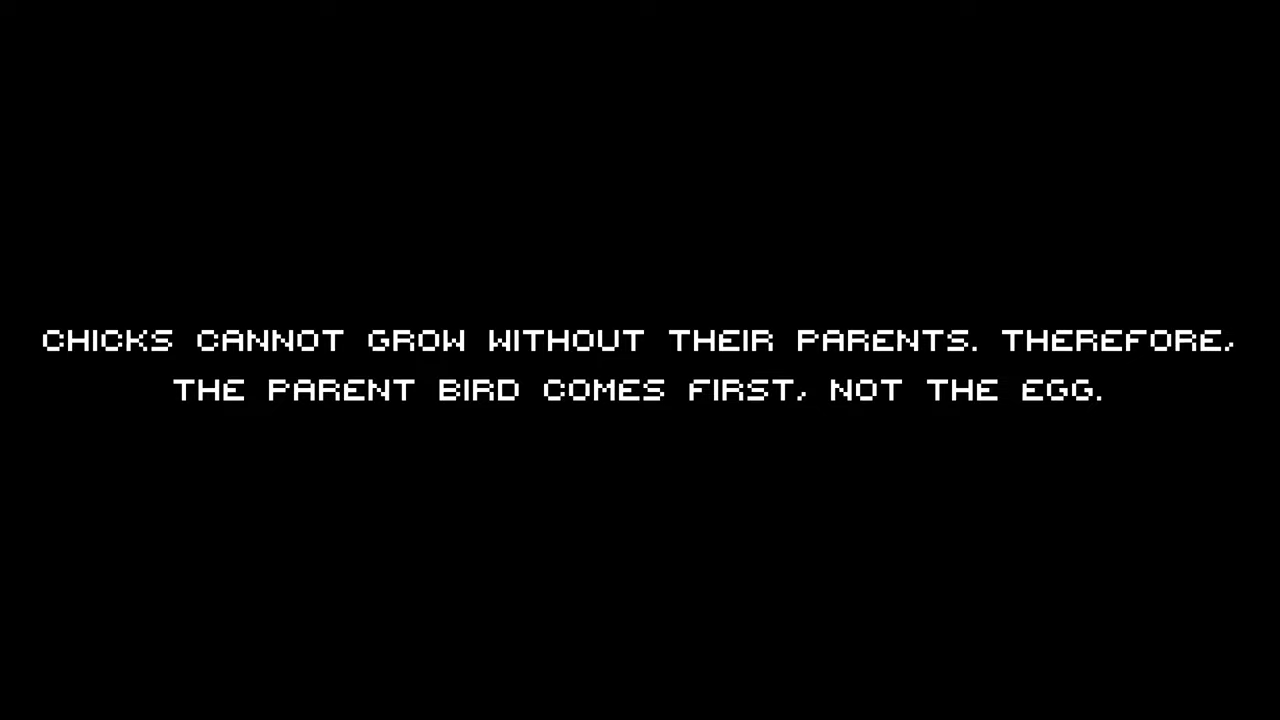 CHICKS CANNOT GROW WITHOUT THEIR PARENTS. THEREFORE,
THE PARENT BIRD COMES FIRST, NOT THE EGG.